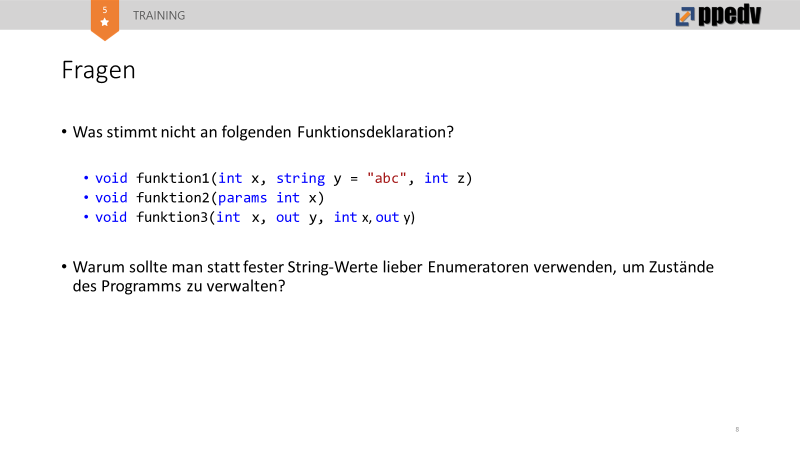 5
TRAINING
ppedv
Fragen
• Was stimmt nicht an folgenden Funktionsdeklaration?
• void funktion1(int x, string y = "abc", int z)
• void funktion2(params int x)
• void funktion3(int x, out y, int x, out y)
• Warum sollte man statt fester String-Werte lieber Enumeratoren verwenden, um Zustände
des Programms zu verwalten?
8